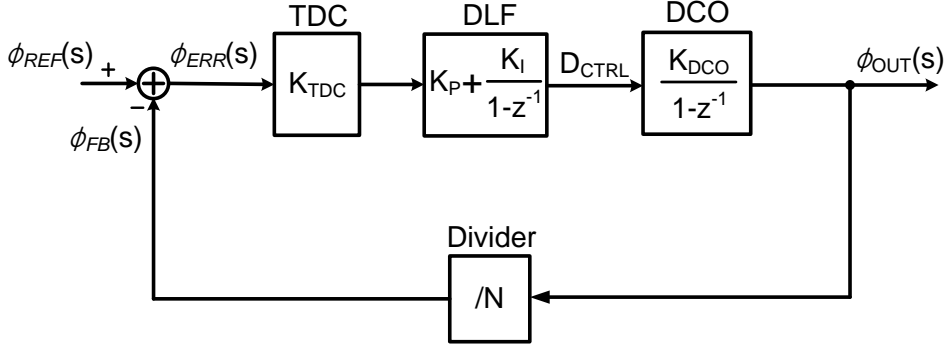 TDC
DLF
DCO
ϕREF(s)
+
−
ϕERR(s)
KTDC
KP+ KI
1-z-1
DCTRL
KDCO
1-z-1
ϕOUT(s)
ϕFB(s)
Divider
/N